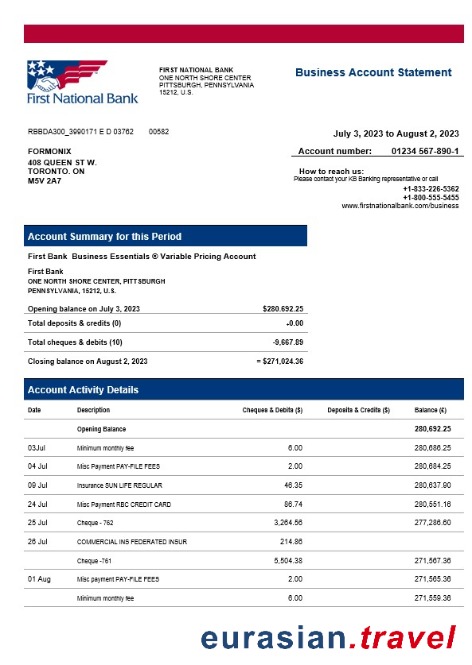 First National Bank
FIRST NATIONAL BANK
ONE NORTH SHORE CENTER
PITTSBURGH, PENNSYLVANIA
15212, U.S.
Business Account Statement
RBBDA300_3990171 E D 03762 00582
July 3, 2023 to August 2, 2023
FORMONIX
408 QUEEN ST W.
TORONTO. ON
M5V 2A7
Account number: 01234 567-890-1
How to reach us:
Please contact your KB Banking representive or call
+1-833-226-5362
+1-800-555-5455
www.firstnationalbank.com/business
Account Summary for this Period
First Bank Business Essentials ® Variable Pricing Account
First Bank
ONE NORTH SHORE CENTER, PITTSBURGH
PENNSYLVANIA, 15212, U.S.
Opening balance on July 3, 2023 $280.692.25
Total deposits & credits (0) -0.00
Total cheques & debits (10) -9,667.89
Closing balance on August 2, 2023 = $271,024.36
Account Activity Details
Date Description Cheques & Debits ($) Deposits & Credits ($) Balance (£)
Opening Balance 280,692.25
03Jul Minimum monthly fee 6.00 280,686.25
04 Jul Misc Payment PAY-FILE FEES 2.00 280,684.25
09 Jul Insurance SUN LIFE REGULAR 46.35 280,637.90
24 Jul Misc Payment RBC CREDIT CARD 86.74 280,551.16
25 Jul Cheque - 762 3,264.56 277,286.60
26 Jul COMMERCIAL INS FEDERATED INSUR 214.86
Cheque -761 5,504.38 271,567.36
01 Aug Misc payment PAY-FILE FEES 2.00 271,565.36
Minimum monthly fee 6.00 271,559.36
eurasian.travel